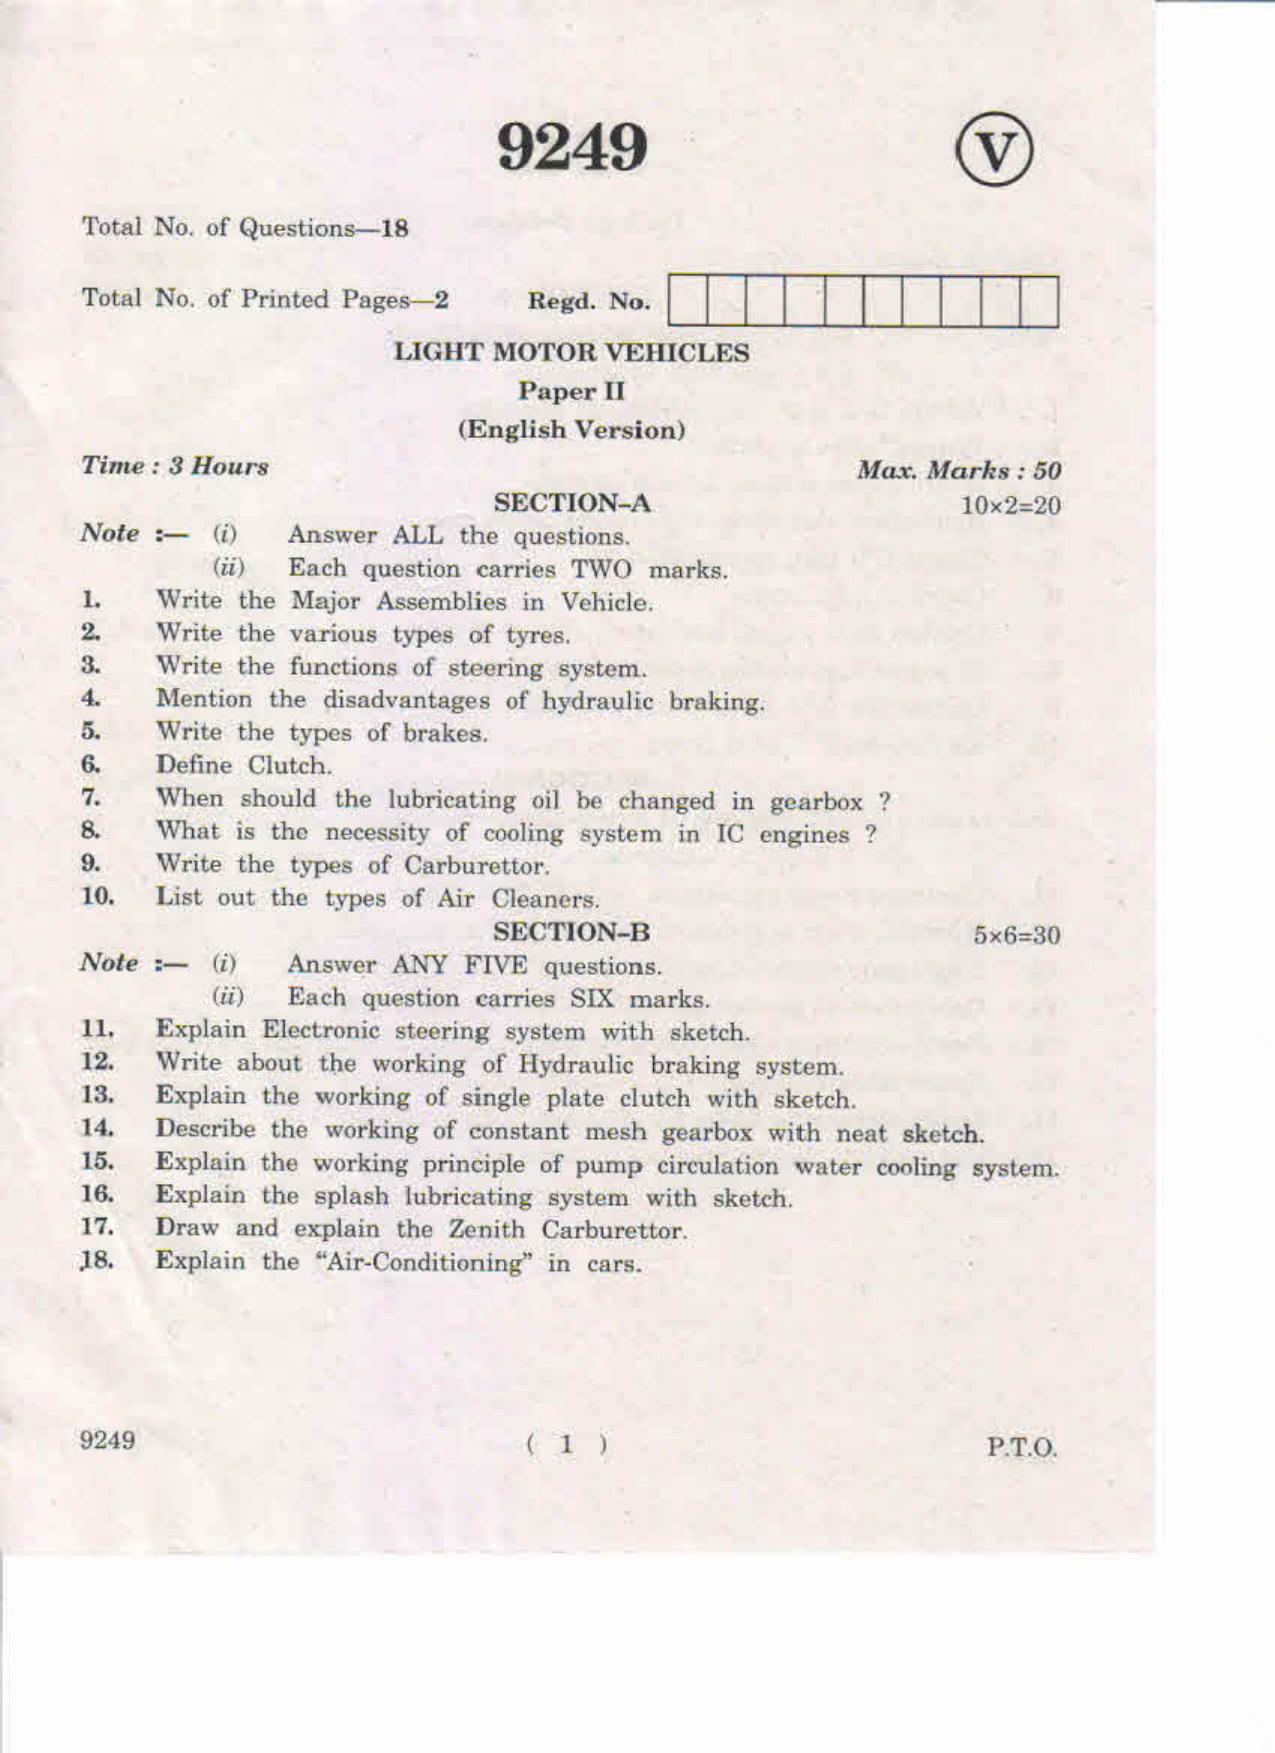 9249
V
Total No. of Questions—18
Total No. of Printed Pages—2 Regd. No.
LIGHT MOTOR VEHICLES
Paper II
(English Version)
Time : 3 Hours Max. Marks : 50
SECTION–A 10×2=20
Note :— (i) Answer ALL the questions.
(ii) Each question carries TWO marks.
1. Write the Major Assemblies in Vehicle.
2. Write the various types of tyres.
3. Write the functions of steering system.
4. Mention the disadvantages of hydraulic braking.
5. Write the types of brakes.
6. Define Clutch.
7. When should the lubricating oil be changed in gearbox ?
8. What is the necessity of cooling system in IC engines ?
9. Write the types of Carburettor.
10. List out the types of Air Cleaners.
SECTION–B 5×6=30
Note :— (i) Answer ANY FIVE questions.
(ii) Each question carries SIX marks.
11. Explain Electronic steering system with sketch.
12. Write about the working of Hydraulic braking system.
13. Explain the working of single plate clutch with sketch.
14. Describe the working of constant mesh gearbox with neat sketch.
15. Explain the working principle of pump circulation water cooling system.
16. Explain the splash lubricating system with sketch.
17. Draw and explain the Zenith Carburettor.
18. Explain the “Air-Conditioning” in cars.
9249 ( 1 ) P.T.O.